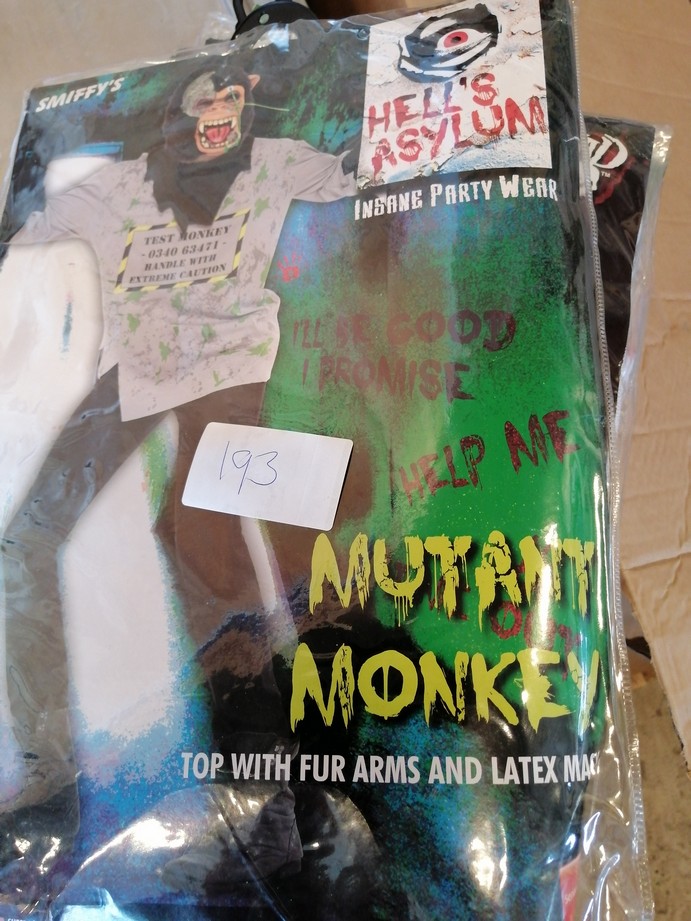 SMIFFY'S
HELL'S
ASYLUM
INSANE PARTY WEAR
TEST MONKEY
- 0340 63471 -
HANDLE WITH
EXTREME CAUTION
I'LL BE GOOD
I PROMISE
HELP ME
193
MUTANT
OUT
MONKEY
TOP WITH FUR ARMS AND LATEX